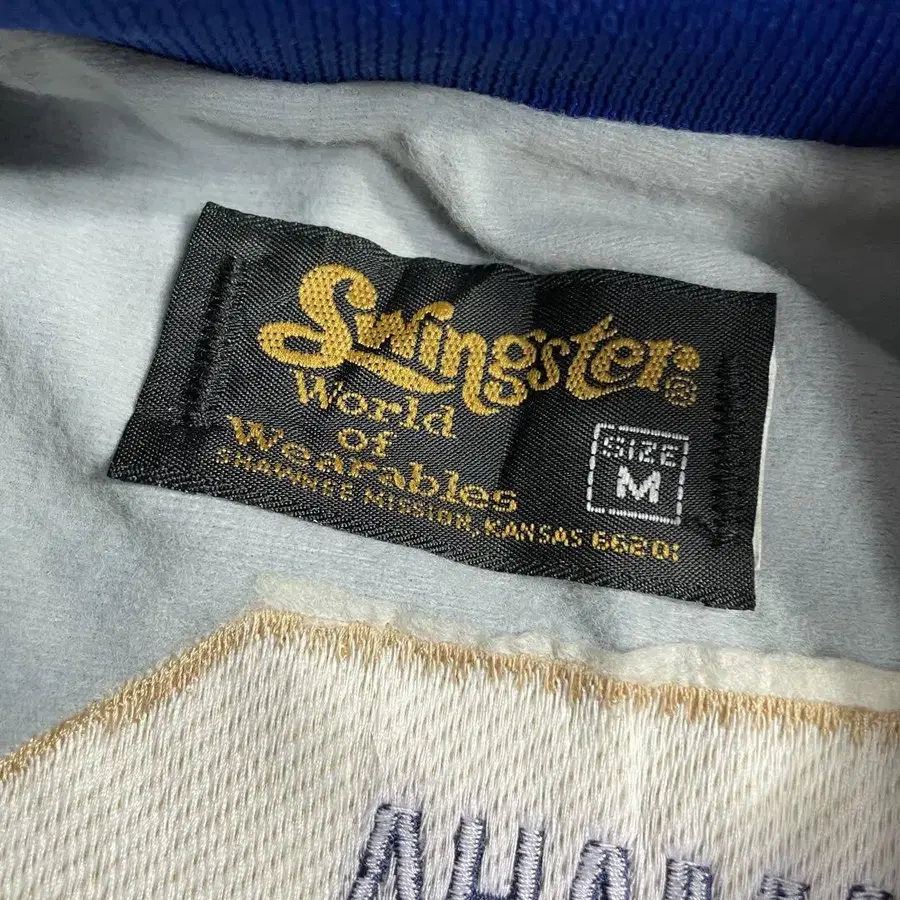 Swingster®
World
of
Wearables
SHAWNEE MISSION, KANSAS 66201
SIZE
M